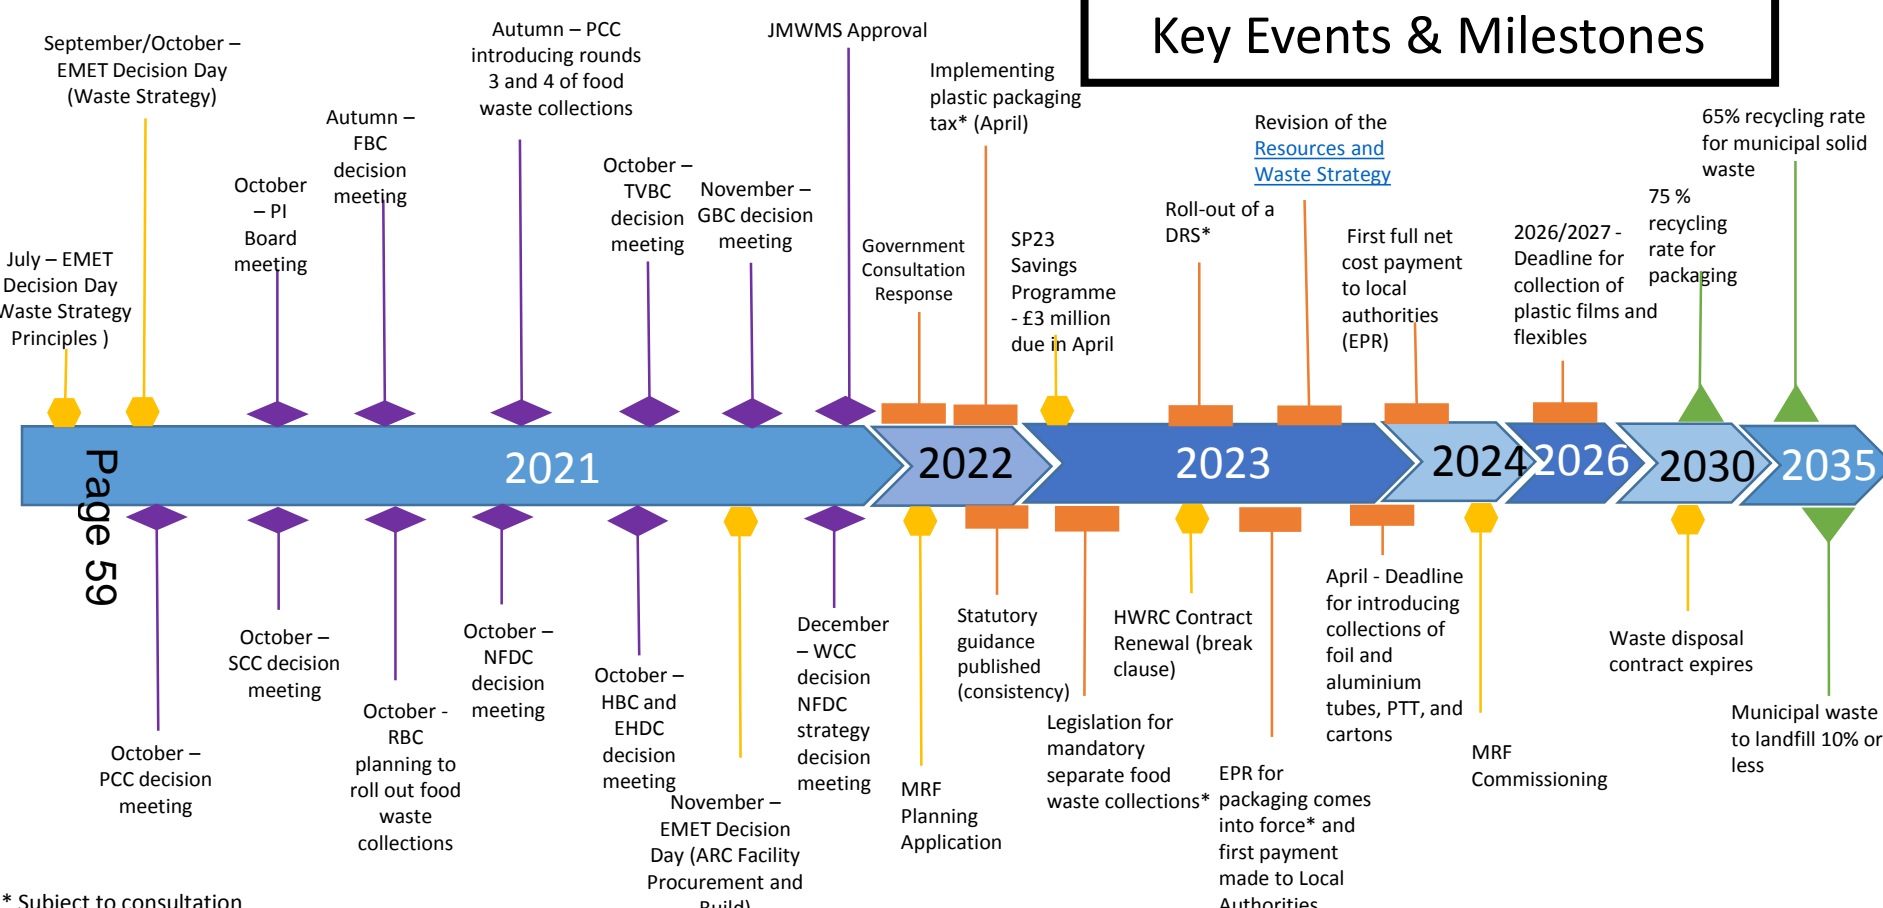 Key Events & Milestones
September/October –
EMET Decision Day
(Waste Strategy)
July – EMET
Decision Day
Waste Strategy
Principles )
October
– PI
Board
meeting
Autumn –
FBC
decision
meeting
Autumn – PCC
introducing rounds
3 and 4 of food
waste collections
October –
TVBC
decision
meeting
November –
GBC decision
meeting
JMWMS Approval
Government
Consultation
Response
Implementing
plastic packaging
tax* (April)
SP23
Savings
Programme
- £3 million
due in April
Roll-out of a
DRS*
Revision of the
Resources and
Waste Strategy
First full net
cost payment
to local
authorities
(EPR)
2026/2027 -
Deadline for
collection of
plastic films and
flexibles
75 %
recycling
rate for
packaging
65% recycling rate
for municipal solid
waste
2021
2022
2023
2024
2026
2030
2035
Page 59
October –
PCC decision
meeting
October –
SCC decision
meeting
October -
RBC
planning to
roll out food
waste
collections
October –
NFDC
decision
meeting
October –
HBC and
EHDC
decision
meeting
November –
EMET Decision
Day (ARC Facility
Procurement and
Build)
December
– WCC
decision
NFDC
strategy
decision
meeting
MRF
Planning
Application
Statutory
guidance
published
(consistency)
Legislation for
mandatory
separate food
waste collections*
HWRC Contract
Renewal (break
clause)
EPR for
packaging comes
into force* and
first payment
made to Local
Authorities
April - Deadline
for introducing
collections of
foil and
aluminium
tubes, PTT, and
cartons
MRF
Commissioning
Waste disposal
contract expires
Municipal waste
to landfill 10% or
less
* Subject to consultation